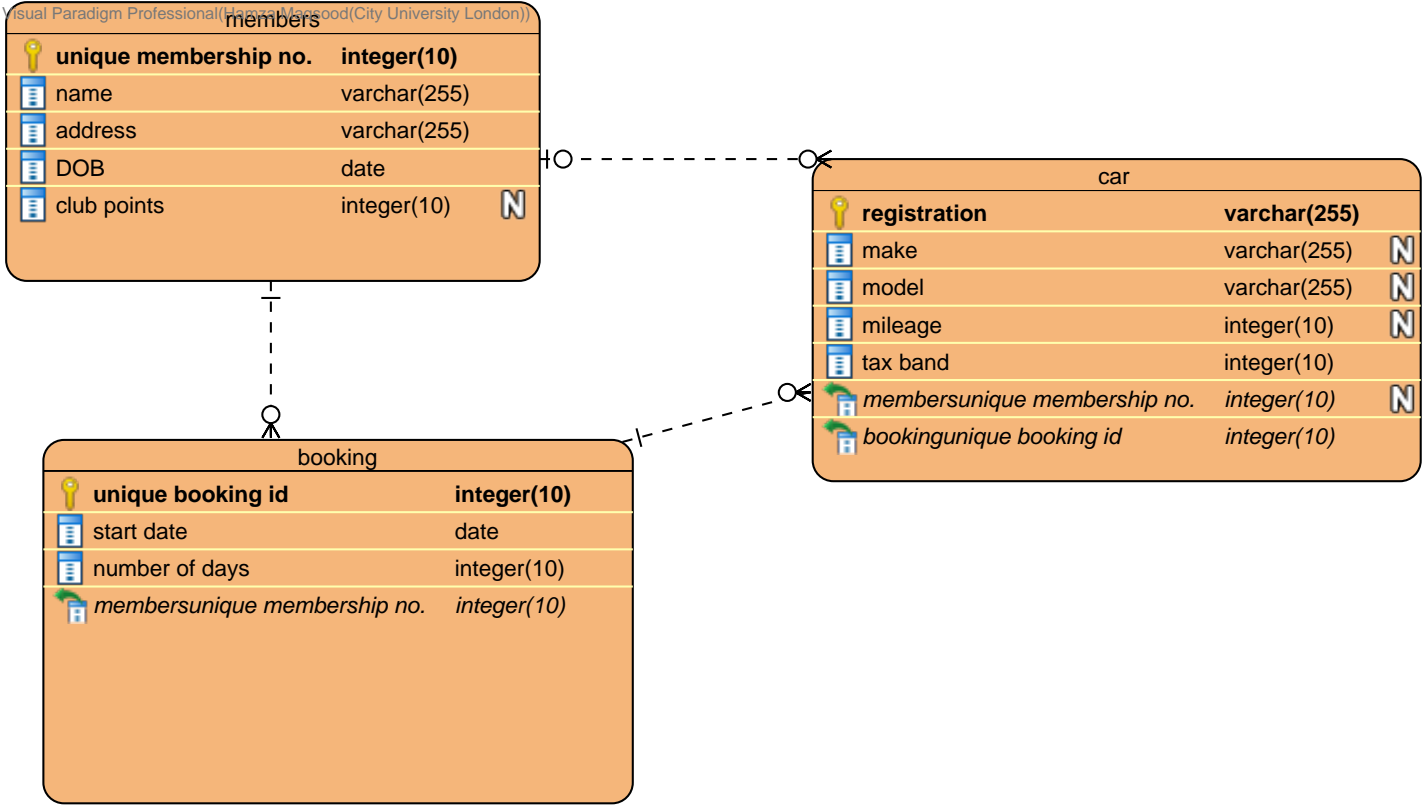 Visual Paradigm Professional(Hamza Maqsood(City University London))
members
unique membership no. integer(10)
name varchar(255)
address varchar(255)
DOB date
club points integer(10) N
car
registration varchar(255)
make varchar(255) N
model varchar(255) N
mileage integer(10) N
tax band integer(10)
membersunique membership no. integer(10) N
bookingunique booking id integer(10)
booking
unique booking id integer(10)
start date date
number of days integer(10)
membersunique membership no. integer(10)